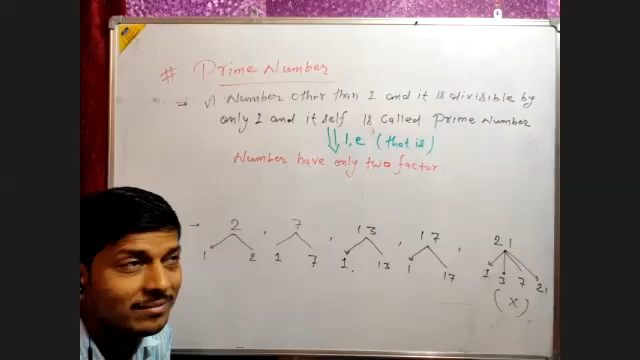 # Prime Number
→ Number other than 1 and it is divisible by
only 1 and it self is called Prime Number
i.e (that is)
Number have only two factor.
→ 2 , 7 , 13 , 17 , 21
1 2 1 7 1, 13 1 17 1 3 7 21
(×)